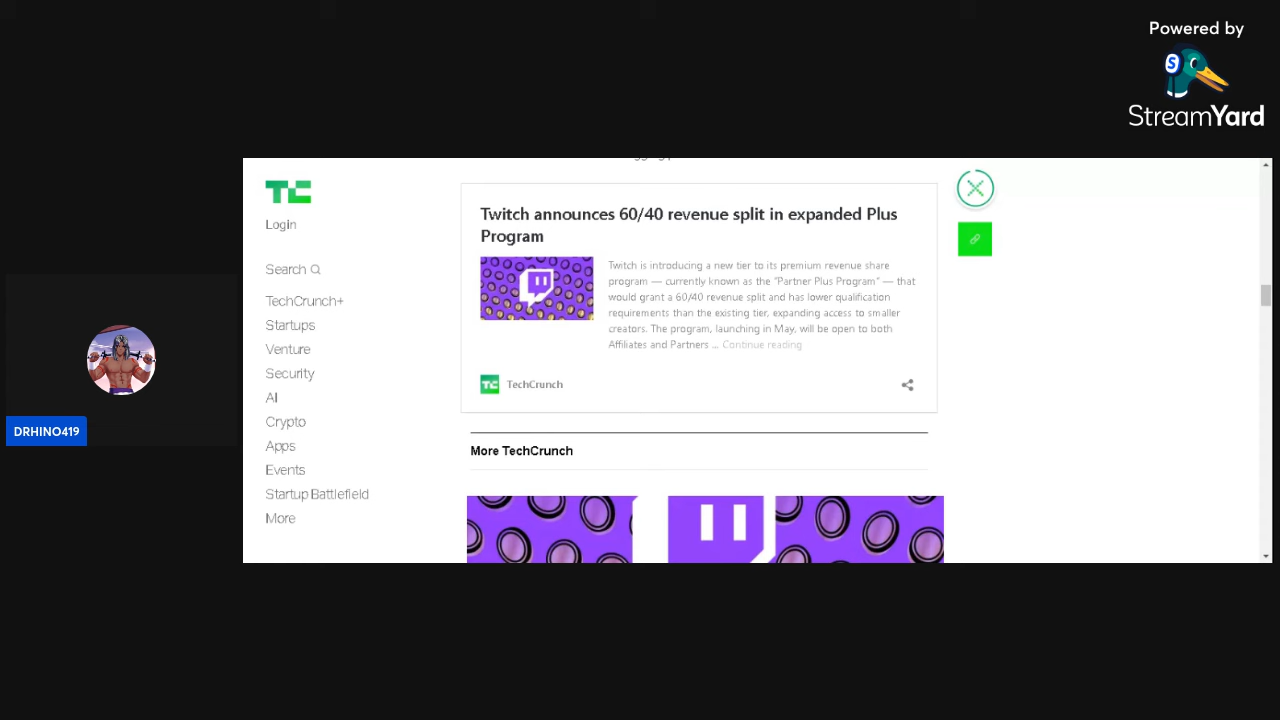 Powered by
StreamYard
TC
Login
Search
TechCrunch+
Startups
Venture
Security
AI
Crypto
Apps
Events
Startup Battlefield
More
Twitch announces 60/40 revenue split in expanded Plus
Program
Twitch is introducing a new tier to its premium revenue share
program — currently known as the "Partner Plus Program" — that
would grant a 60/40 revenue split and has lower qualification
requirements than the existing tier, expanding access to smaller
creators. The program, launching in May, will be open to both
Affiliates and Partners ... Continue reading
TC TechCrunch
More TechCrunch
DRHINO419